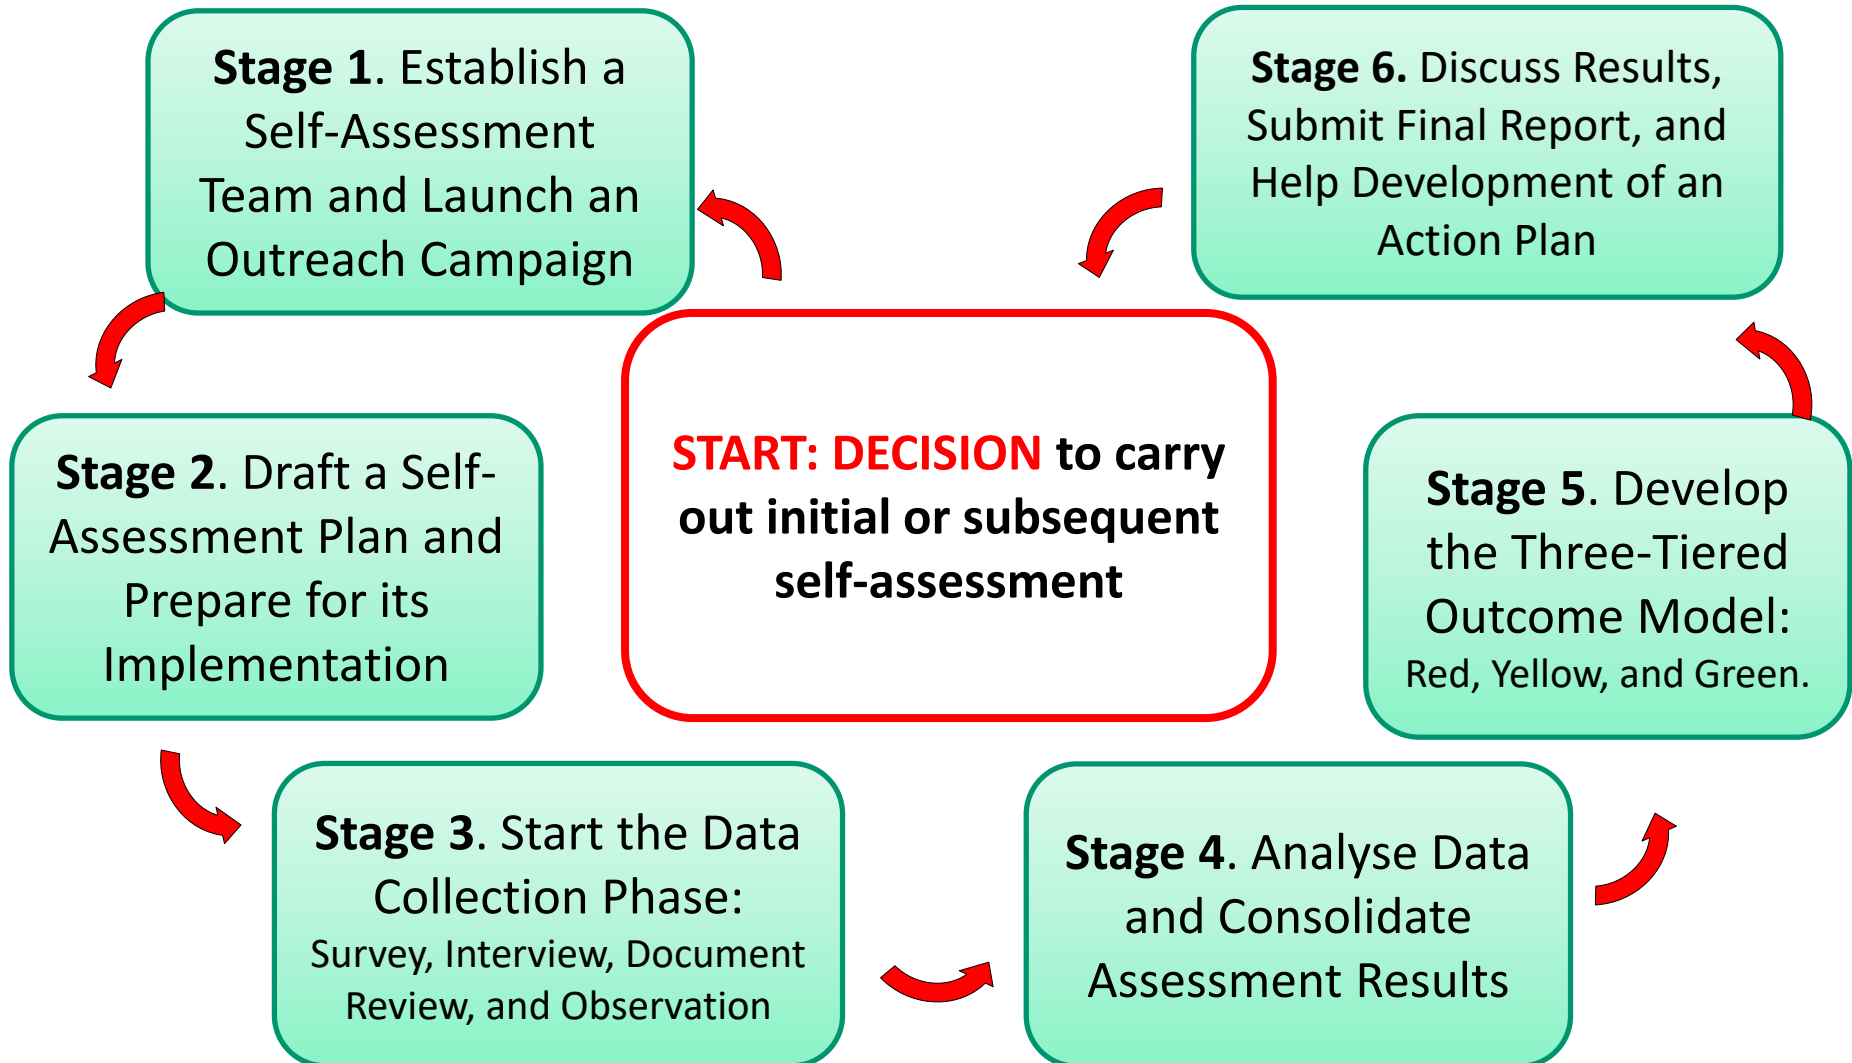 Stage 1. Establish a
Self-Assessment
Team and Launch an
Outreach Campaign
Stage 6. Discuss Results,
Submit Final Report, and
Help Development of an
Action Plan
Stage 2. Draft a Self-
Assessment Plan and
Prepare for its
Implementation
START: DECISION to carry
out initial or subsequent
self-assessment
Stage 5. Develop
the Three-Tiered
Outcome Model:
Red, Yellow, and Green.
Stage 3. Start the Data
Collection Phase:
Survey, Interview, Document
Review, and Observation
Stage 4. Analyse Data
and Consolidate
Assessment Results